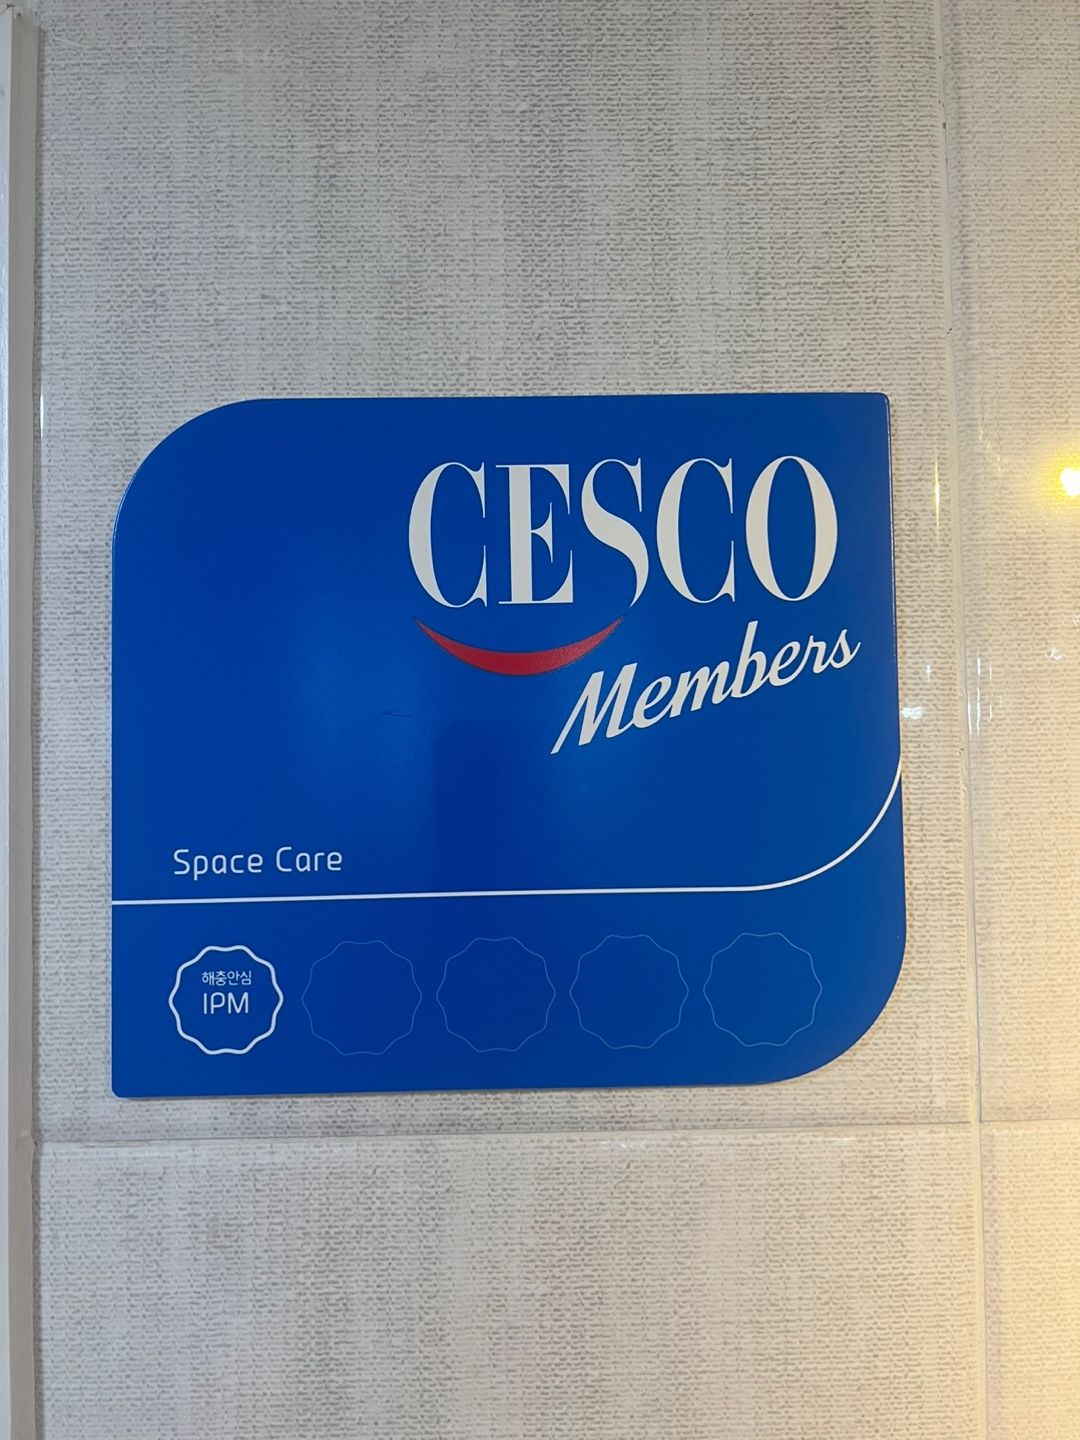 CESCO
Members
Space Care
해충안심
IPM